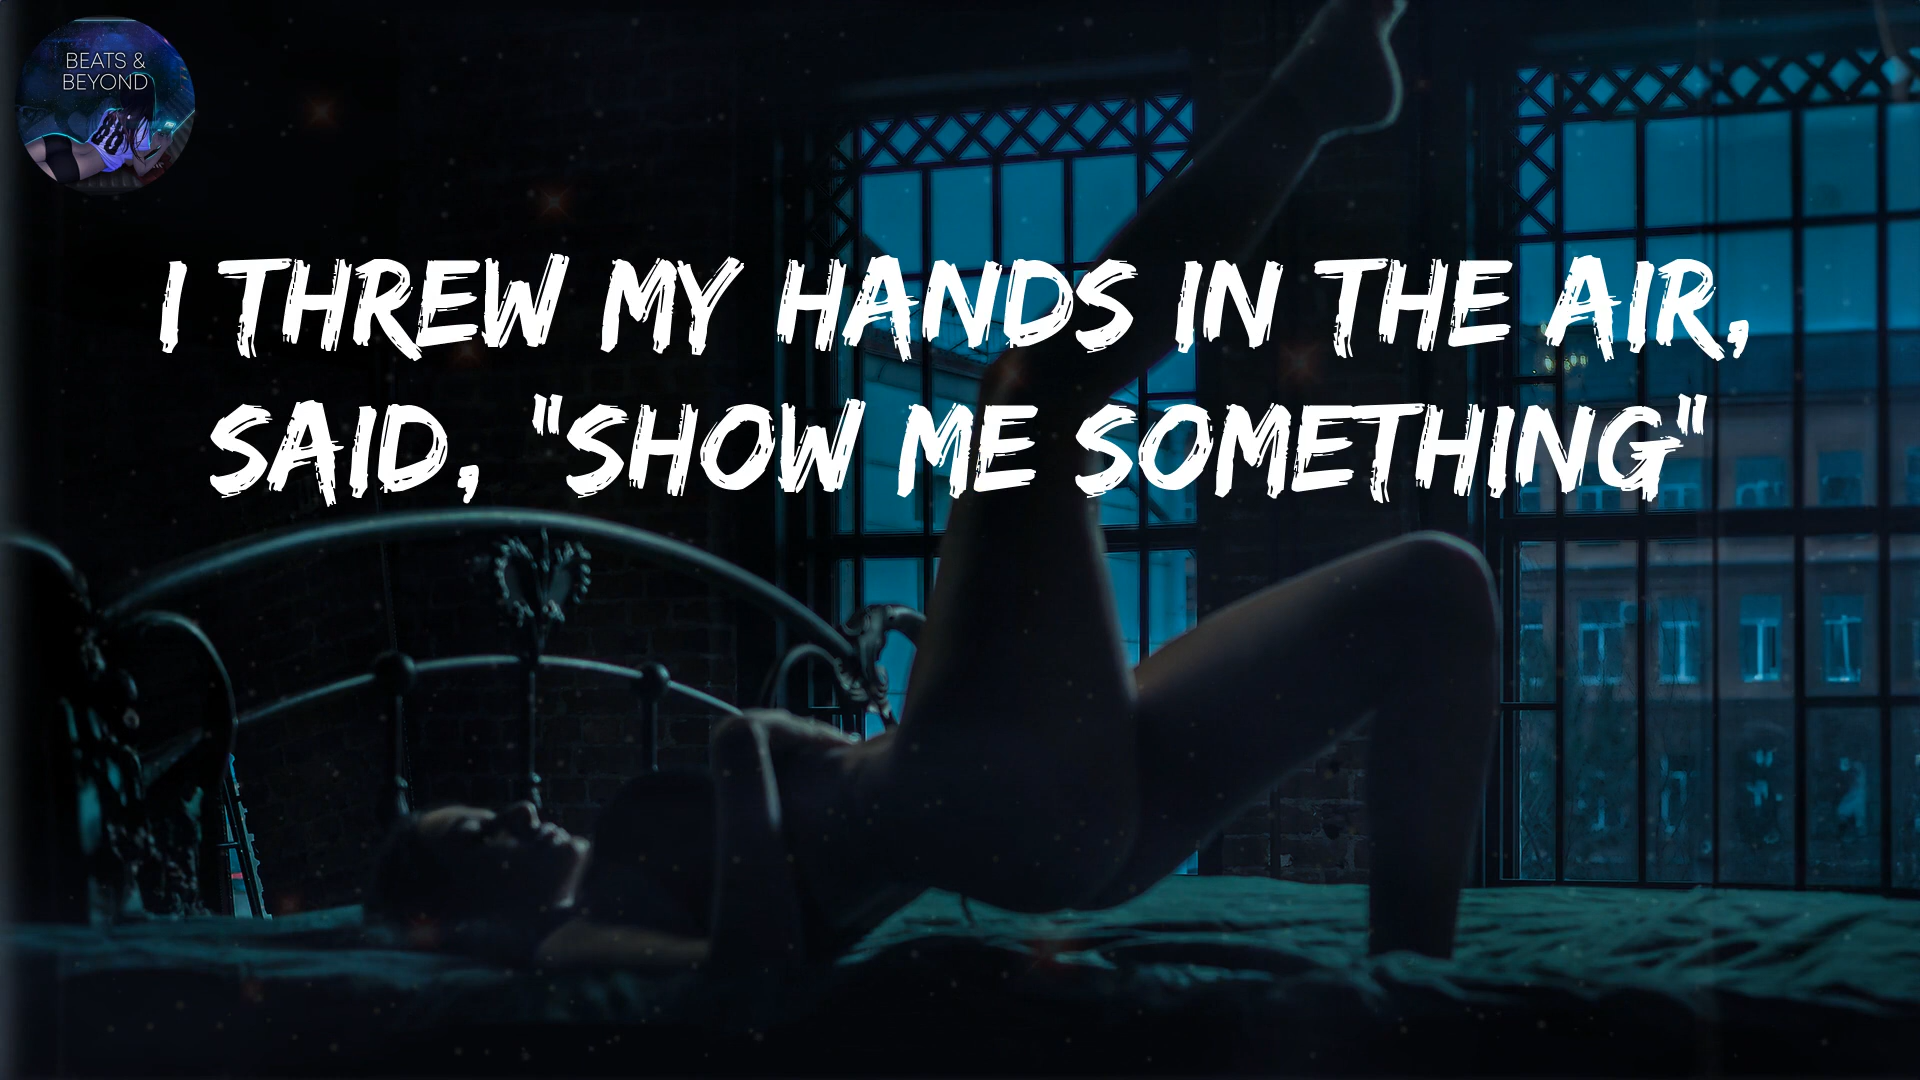 BEATS &
BEYOND
I THREW MY HANDS IN THE AIR,
SAID, "SHOW ME SOMETHING"